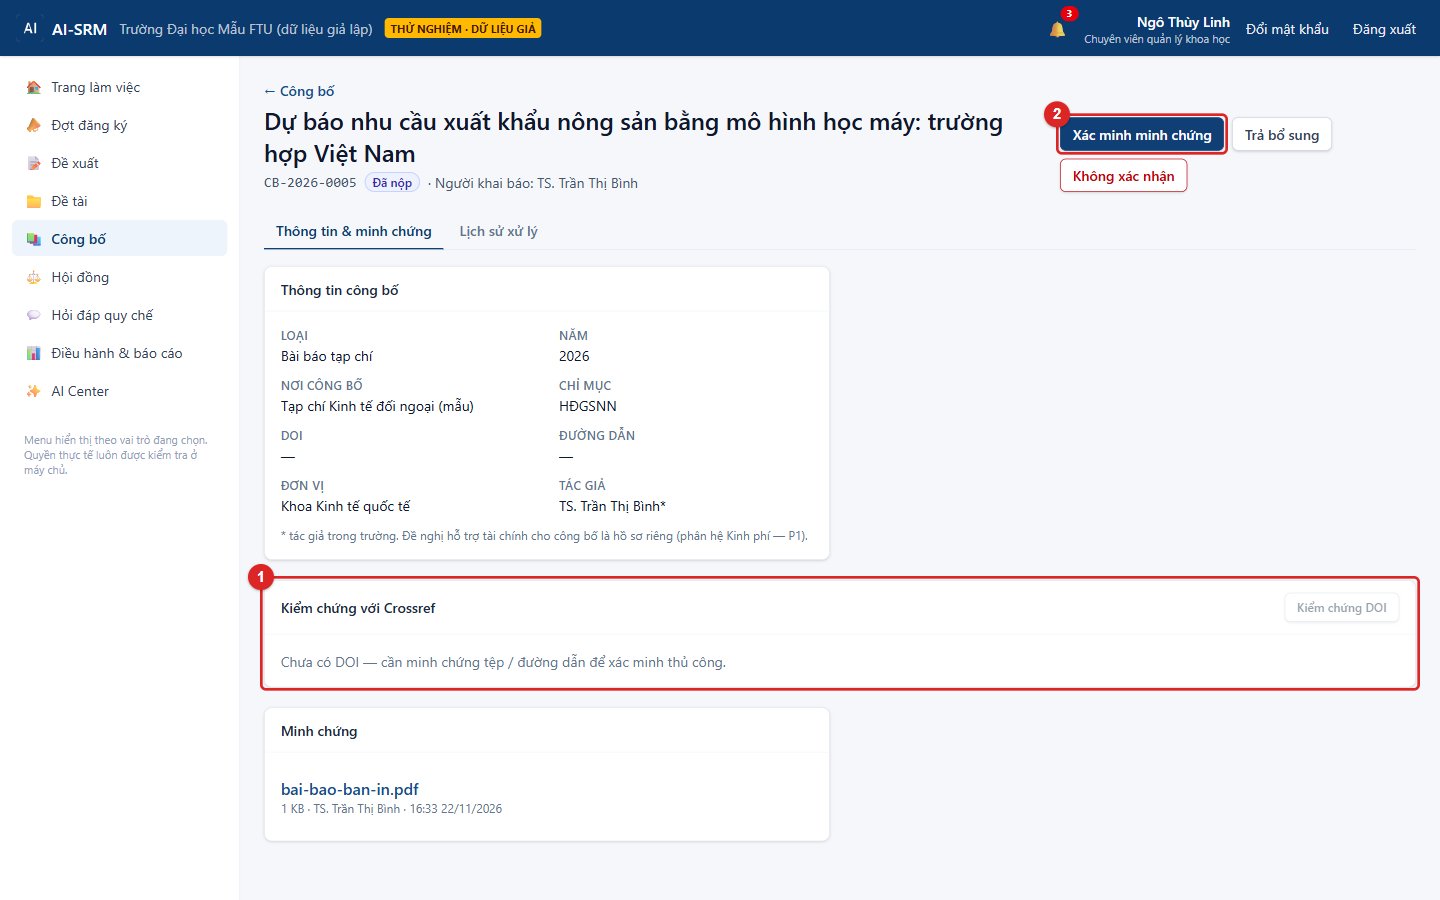 AI AI-SRM Trường Đại học Mẫu FTU (dữ liệu giả lập) THỬ NGHIỆM · DỮ LIỆU GIẢ
3
Ngô Thùy Linh
Chuyên viên quản lý khoa học
Đổi mật khẩu
Đăng xuất
Trang làm việc
Đợt đăng ký
Đề xuất
Đề tài
Công bố
Hội đồng
Hỏi đáp quy chế
Điều hành & báo cáo
AI Center
Menu hiển thị theo vai trò đang chọn.
Quyền thực tế luôn được kiểm tra ở
máy chủ.
← Công bố
Dự báo nhu cầu xuất khẩu nông sản bằng mô hình học máy: trường
hợp Việt Nam
CB-2026-0005 Đã nộp · Người khai báo: TS. Trần Thị Bình
2
Xác minh minh chứng
Trả bổ sung
Không xác nhận
Thông tin & minh chứng
Lịch sử xử lý
Thông tin công bố
LOẠI
Bài báo tạp chí
NĂM
2026
NƠI CÔNG BỐ
Tạp chí Kinh tế đối ngoại (mẫu)
CHỈ MỤC
HĐGSNN
DOI
—
ĐƯỜNG DẪN
—
ĐƠN VỊ
Khoa Kinh tế quốc tế
TÁC GIẢ
TS. Trần Thị Bình*
* tác giả trong trường. Đề nghị hỗ trợ tài chính cho công bố là hồ sơ riêng (phân hệ Kinh phí — P1).
1
Kiểm chứng với Crossref
Kiểm chứng DOI
Chưa có DOI — cần minh chứng tệp / đường dẫn để xác minh thủ công.
Minh chứng
bai-bao-ban-in.pdf
1 KB · TS. Trần Thị Bình · 16:33 22/11/2026